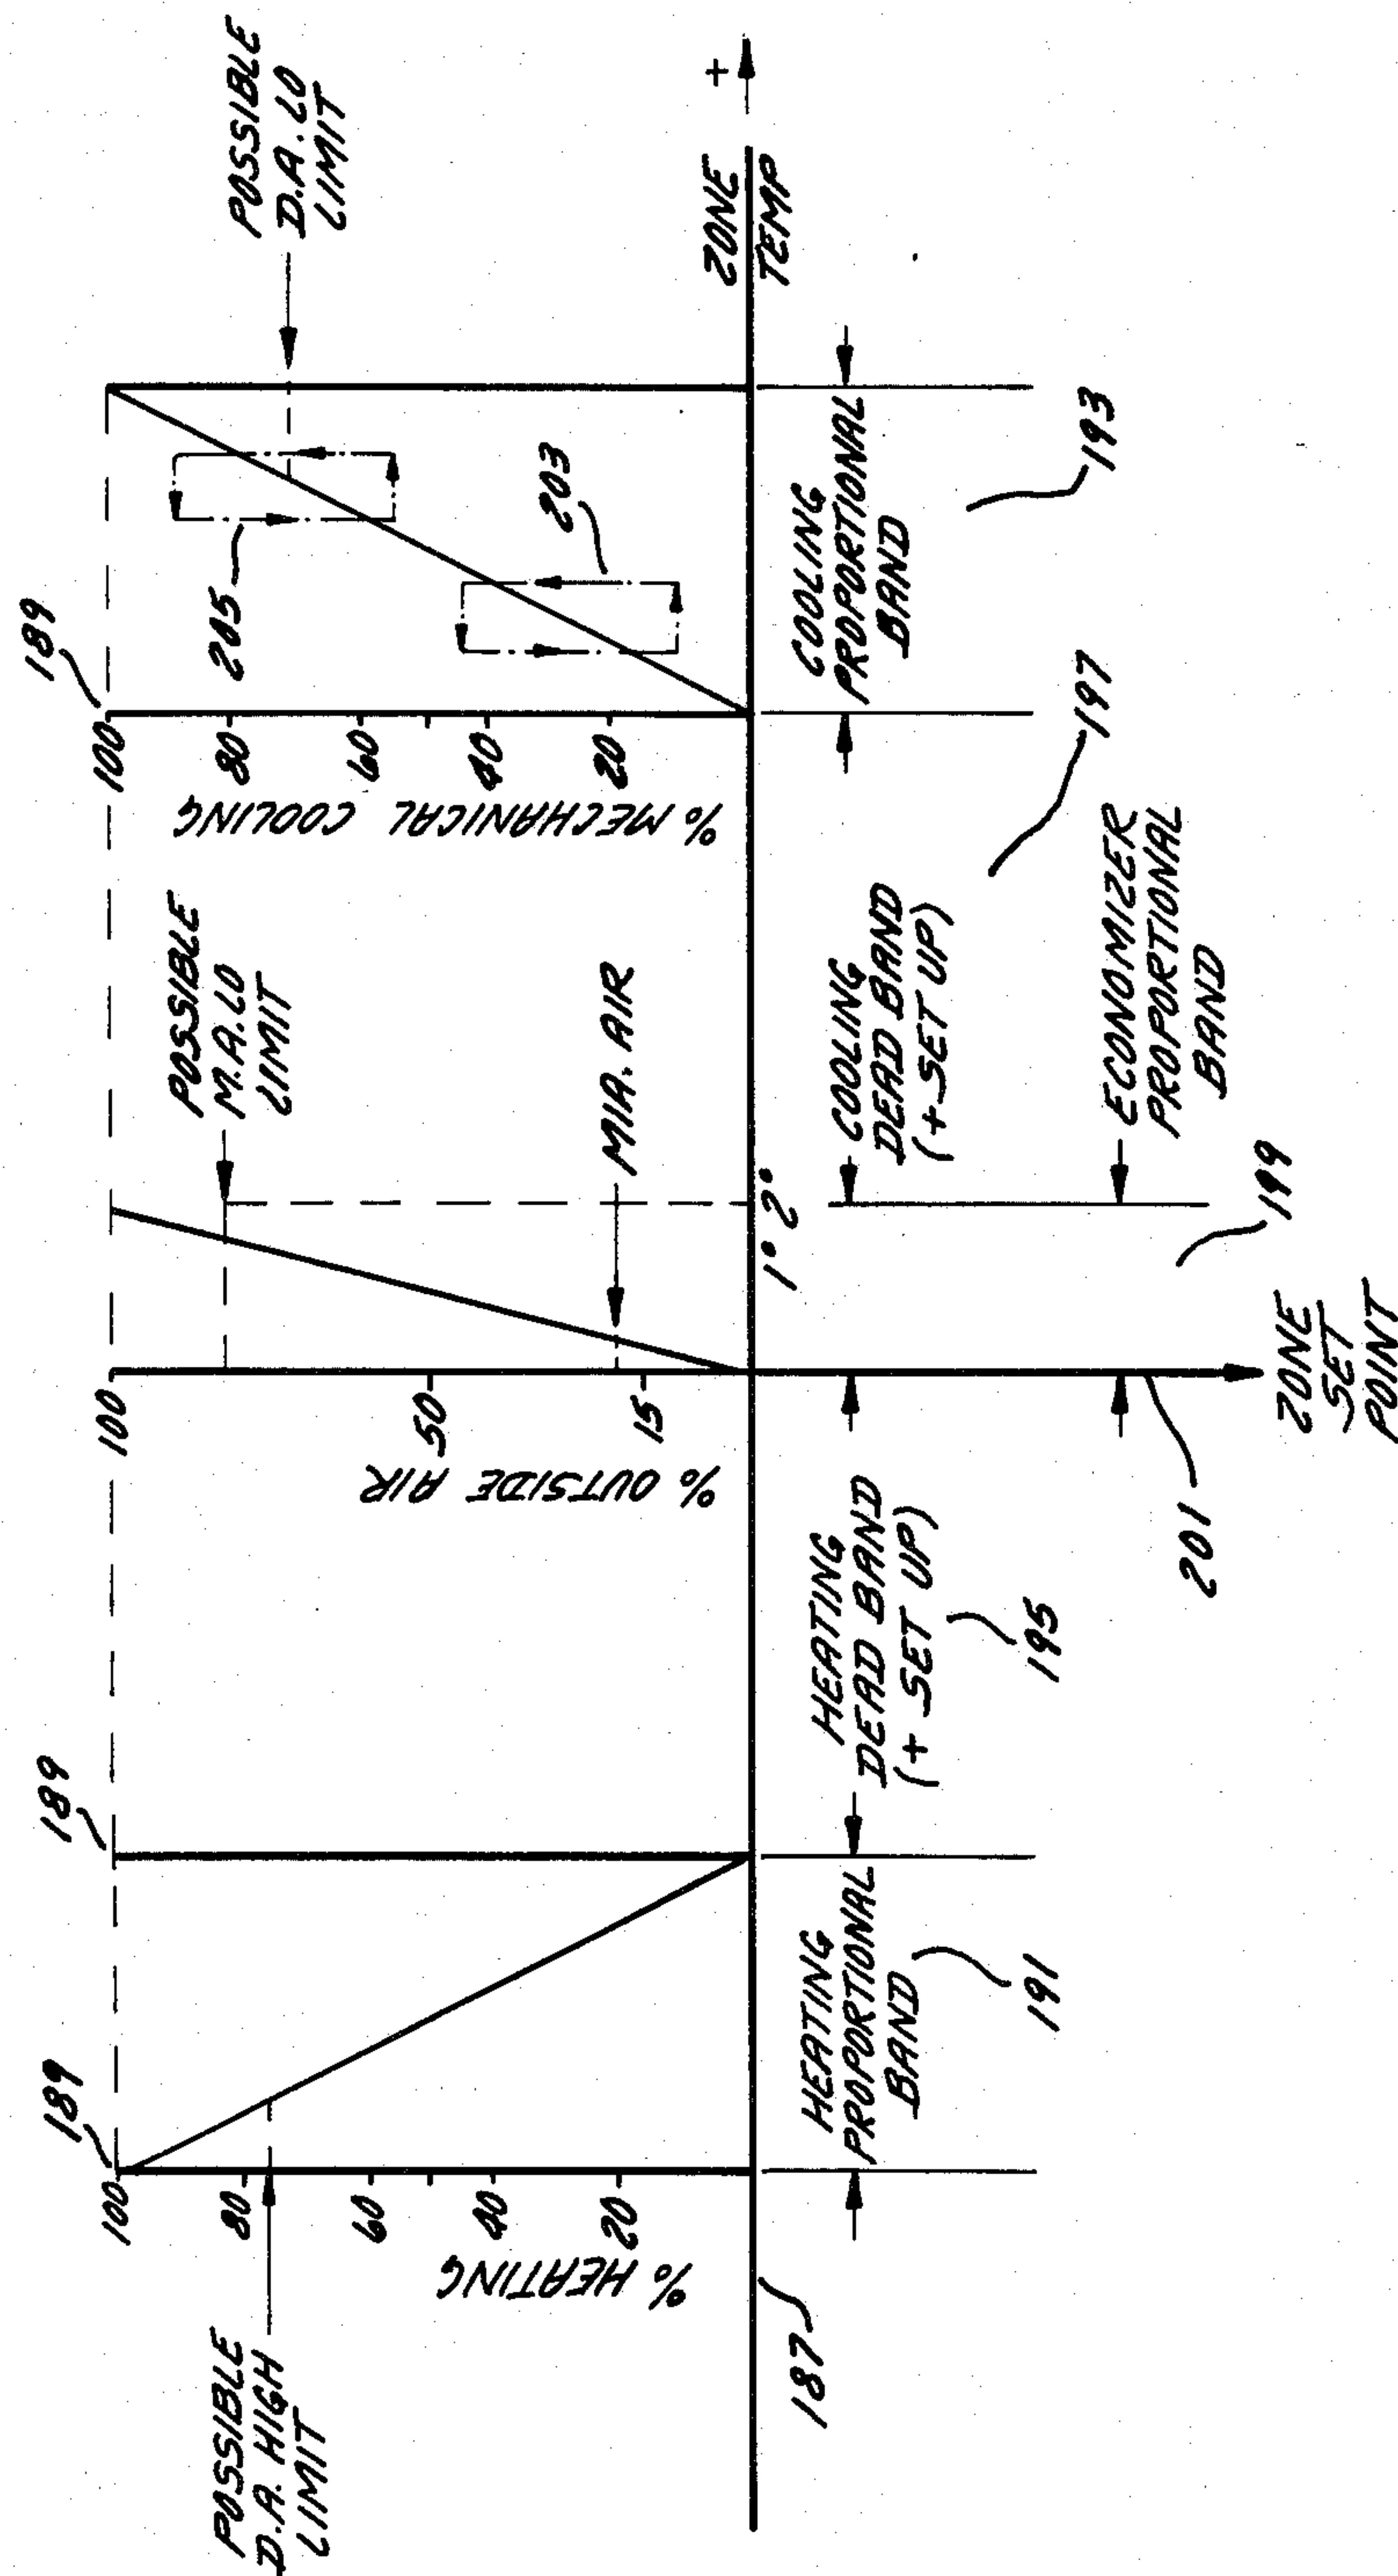 189
189
189
100
80
60
40
20
% HEATING
POSSIBLE
D.A. HIGH
LIMIT
100
50
15
% OUTSIDE AIR
POSSIBLE
M.A. LO
LIMIT
MIA. AIR
1° 2°
100
80
60
40
20
% MECHANICAL COOLING
205
203
POSSIBLE
D.A. LO
LIMIT
+
ZONE
TEMP
187
HEATING
PROPORTIONAL
BAND
191
HEATING
DEAD BAND
(+ SET UP)
195
COOLING
DEAD BAND
(+ SET UP)
197
COOLING
PROPORTIONAL
BAND
193
ECONOMIZER
PROPORTIONAL
BAND
199
201
ZONE
SET
POINT